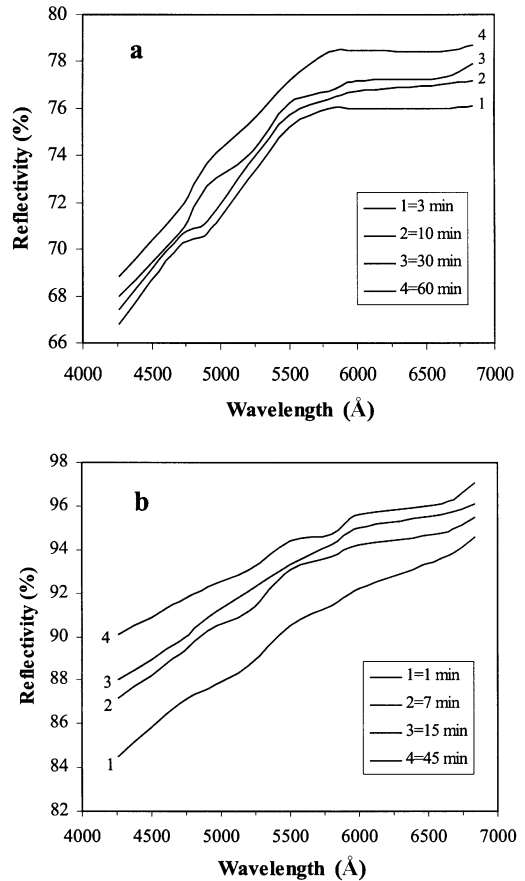 a
Reflectivity (%)
78
76
74
72
70
68
66
4
3
2
1
1=3 min
2=10 min
3=30 min
4=60 min
4000 4500 5000 5500 6000 6500 7000
Wavelength (Å)
b
Reflectivity (%)
98
96
94
92
90
88
86
84
82
4
3
2
1
1=1 min
2=7 min
3=15 min
4=45 min
4000 4500 5000 5500 6000 6500 7000
Wavelength (Å)